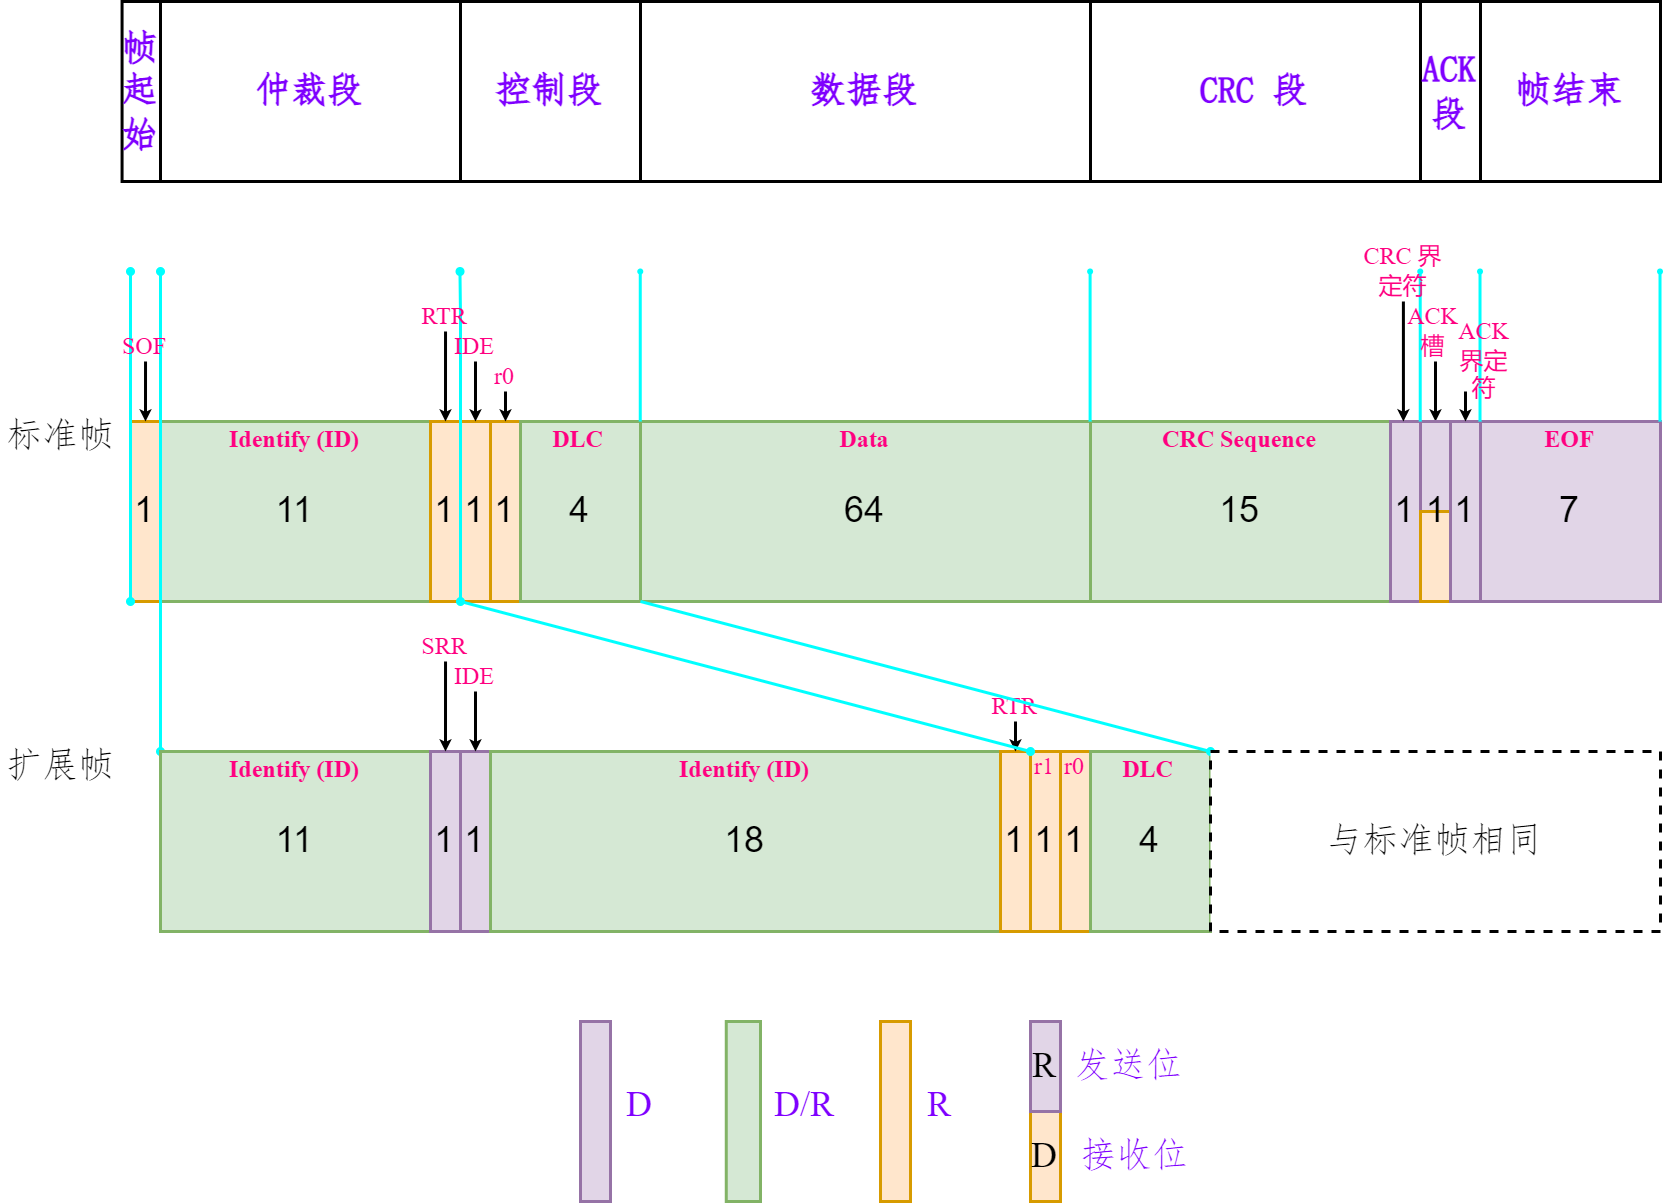 帧
起
始
仲裁段
控制段
数据段
CRC 段
ACK
段
帧结束
CRC 界
定符
RTR
ACK
槽
SOF
IDE
ACK
界定
符
r0
标准帧
Identify (ID)
DLC
Data
CRC Sequence
EOF
1
11
1
1
1
4
64
15
1
1
1
7
SRR
IDE
RTR
扩展帧
Identify (ID)
Identify (ID)
r1
r0
DLC
11
1
1
18
1
1
1
4
与标准帧相同
D
D/R
R
R
发送位
D
接收位